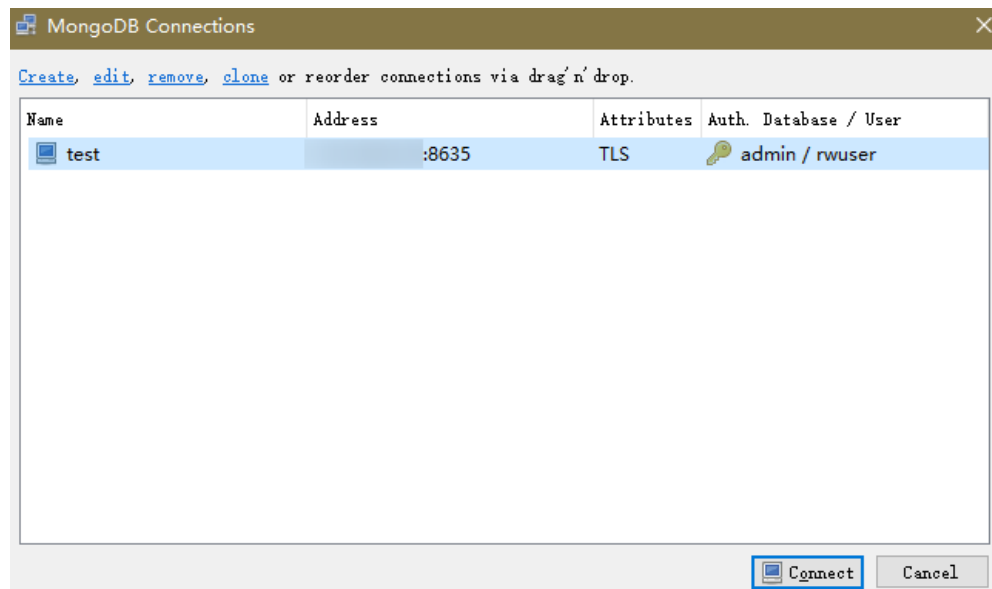 MongoDB Connections
Create, edit, remove, clone or reorder connections via drag'n'drop.
Name Address Attributes Auth. Database / User
test :8635 TLS admin / rwuser
Connect Cancel